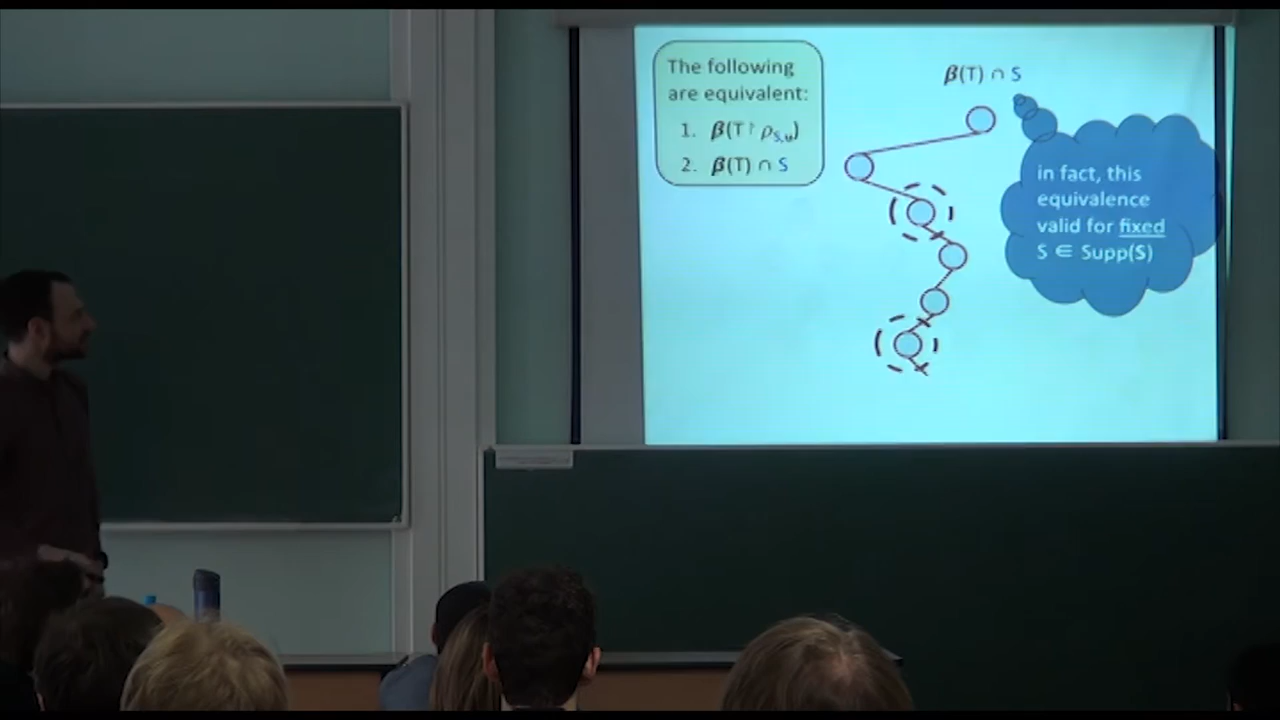 The following
are equivalent:
1. β(T↾ρS,u)
2. β(T) ∩ S
β(T) ∩ S
in fact, this
equivalence
valid for fixed
S ∈ Supp(S)